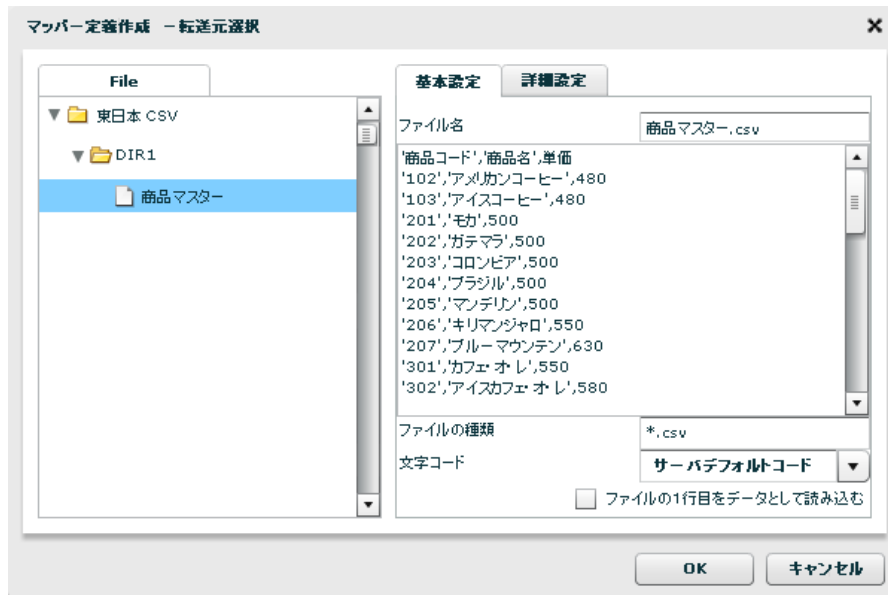 マッパー定義作成 －転送元選択
File
東日本 CSV
DIR1
商品マスター
基本設定 詳細設定
ファイル名 商品マスター.csv
'商品コード','商品名',単価
'102','アメリカンコーヒー',480
'103','アイスコーヒー',480
'201','モカ',500
'202','ガテマラ',500
'203','コロンビア',500
'204','ブラジル',500
'205','マンデリン',500
'206','キリマンジャロ',550
'207','ブルーマウンテン',630
'301','カフェ・オ・レ',550
'302','アイスカフェ・オ・レ',580
ファイルの種類 *.csv
文字コード サーバデフォルトコード
ファイルの1行目をデータとして読み込む
OK キャンセル